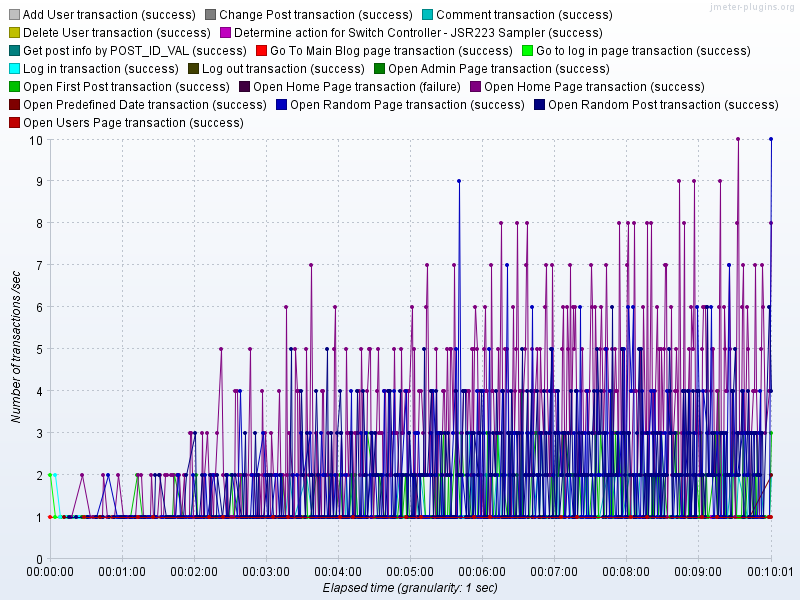 jmeter-plugins.org
Add User transaction (success) Change Post transaction (success) Comment transaction (success)
Delete User transaction (success) Determine action for Switch Controller - JSR223 Sampler (success)
Get post info by POST_ID_VAL (success) Go To Main Blog page transaction (success) Go to log in page transaction (success)
Log in transaction (success) Log out transaction (success) Open Admin Page transaction (success)
Open First Post transaction (success) Open Home Page transaction (failure) Open Home Page transaction (success)
Open Predefined Date transaction (success) Open Random Page transaction (success) Open Random Post transaction (success)
Open Users Page transaction (success)
10
9
8
7
6
5
4
3
2
1
0
Number of transactions /sec
00:00:00 00:01:00 00:02:00 00:03:00 00:04:00 00:05:00 00:06:00 00:07:00 00:08:00 00:09:00 00:10:01
Elapsed time (granularity: 1 sec)